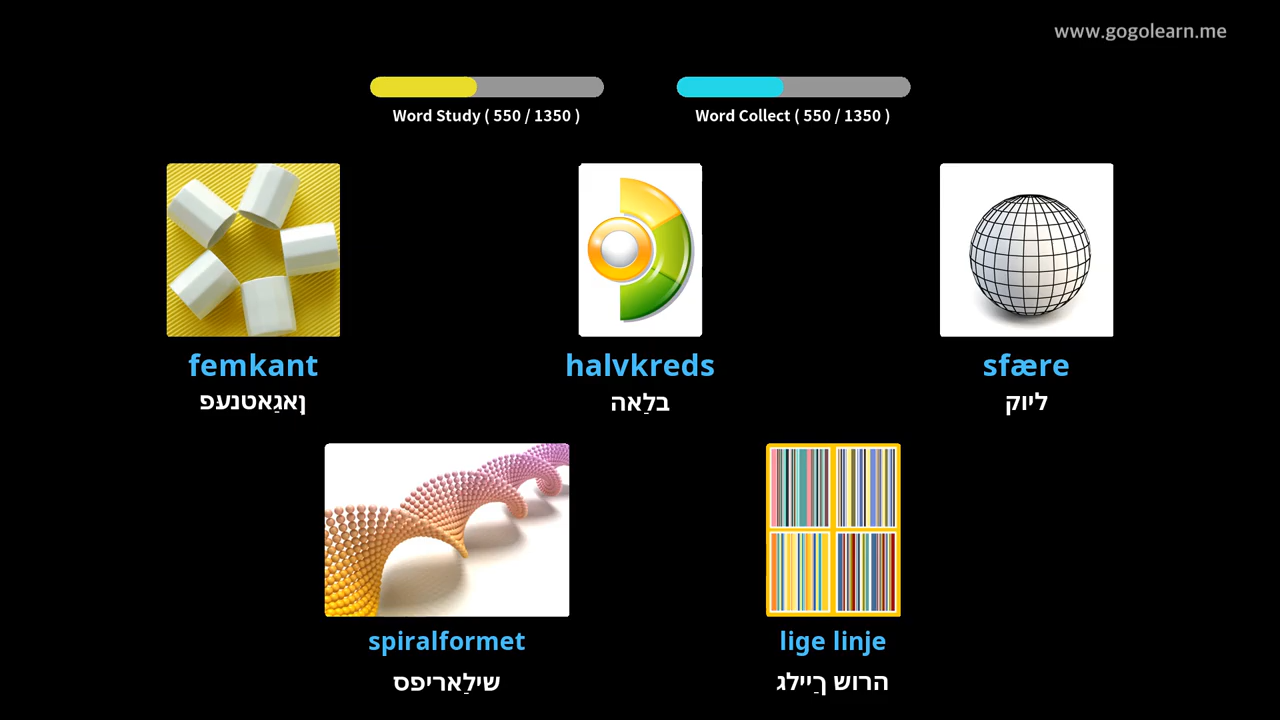 www.gogolearn.me
Word Study ( 550 / 1350 )
Word Collect ( 550 / 1350 )
femkant
halvkreds
sfære
ןָאגַאטנעפּ
בלַאה
ליוק
spiralformet
lige linje
שילַאריפס
הרוש ךַיילג